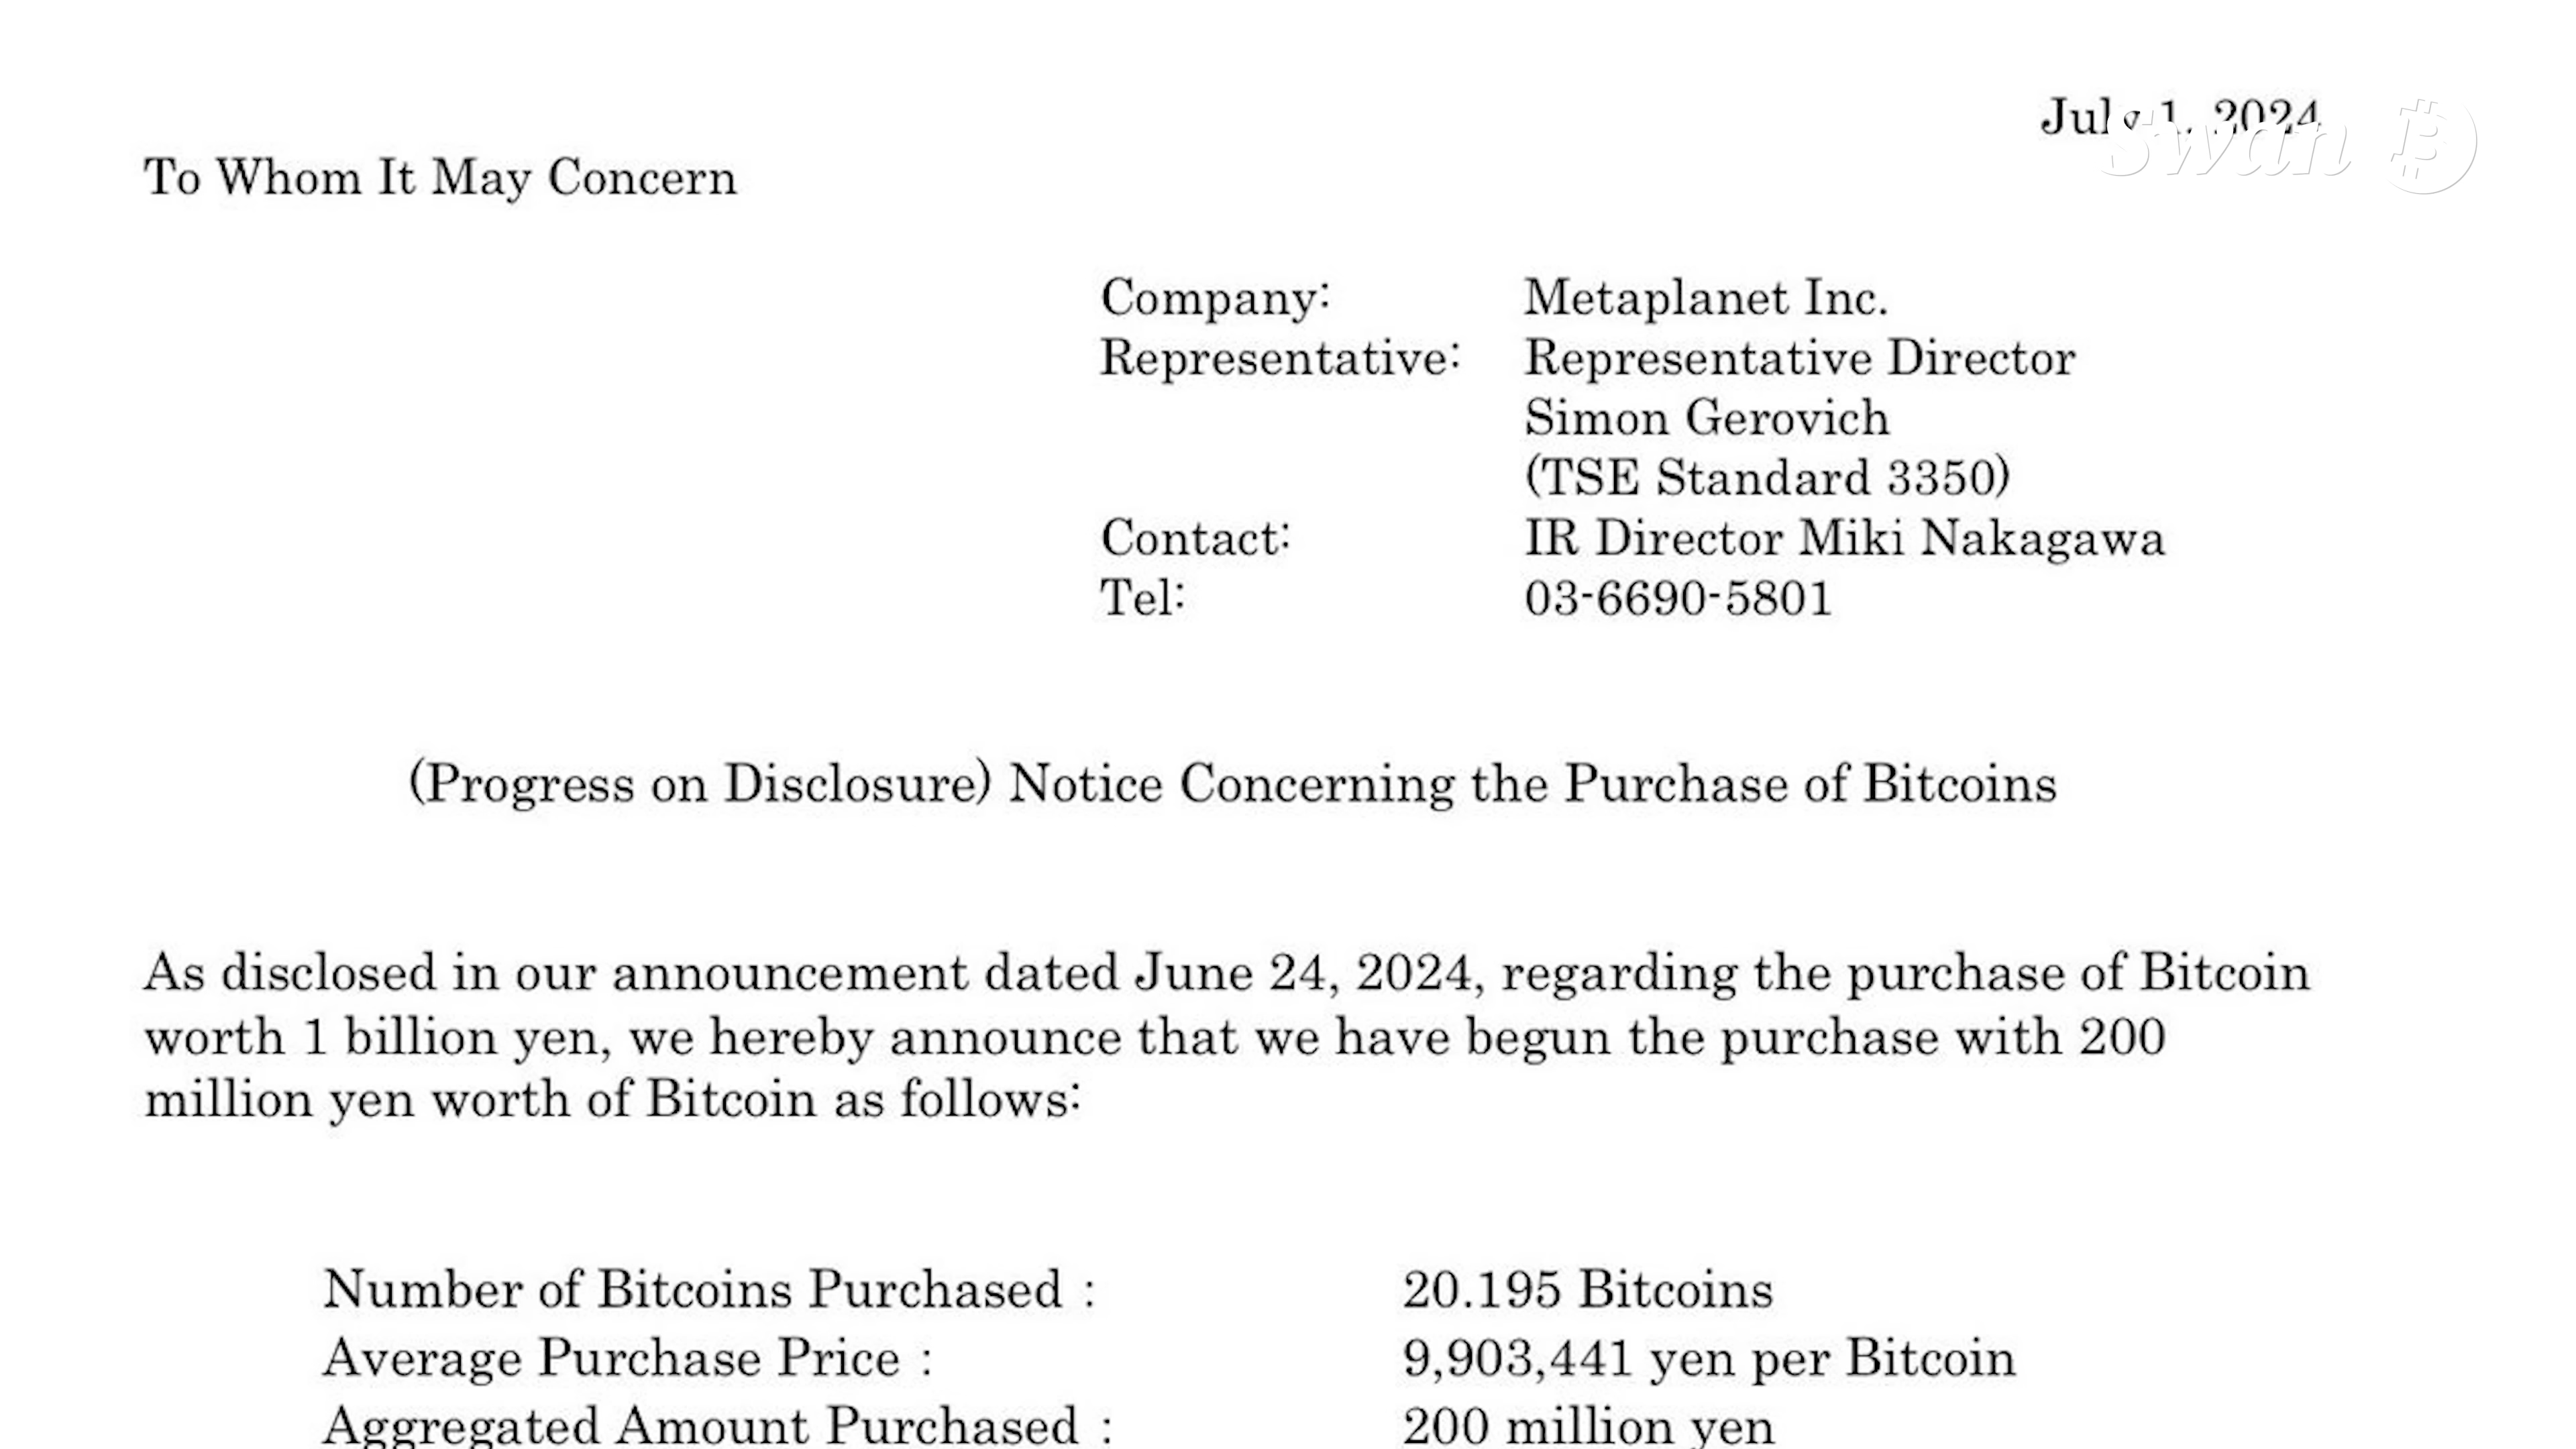 July 1, 2024
Swan
To Whom It May Concern
Company: Metaplanet Inc.
Representative: Representative Director
Simon Gerovich
(TSE Standard 3350)
Contact: IR Director Miki Nakagawa
Tel: 03-6690-5801
(Progress on Disclosure) Notice Concerning the Purchase of Bitcoins
As disclosed in our announcement dated June 24, 2024, regarding the purchase of Bitcoin
worth 1 billion yen, we hereby announce that we have begun the purchase with 200
million yen worth of Bitcoin as follows:
Number of Bitcoins Purchased : 20.195 Bitcoins
Average Purchase Price : 9,903,441 yen per Bitcoin
Aggregated Amount Purchased : 200 million yen